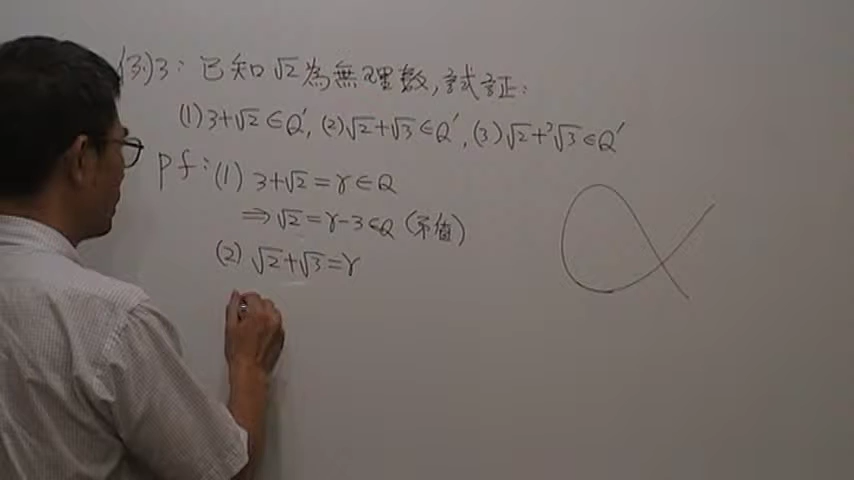 例3：已知√2為無理數，試証：
(1) 3+√2∈Q', (2) √2+√3∈Q', (3) √2+³√3∈Q'
pf：(1) 3+√2=r∈Q
⇒√2=r-3∈Q (矛盾)
(2) √2+√3=r